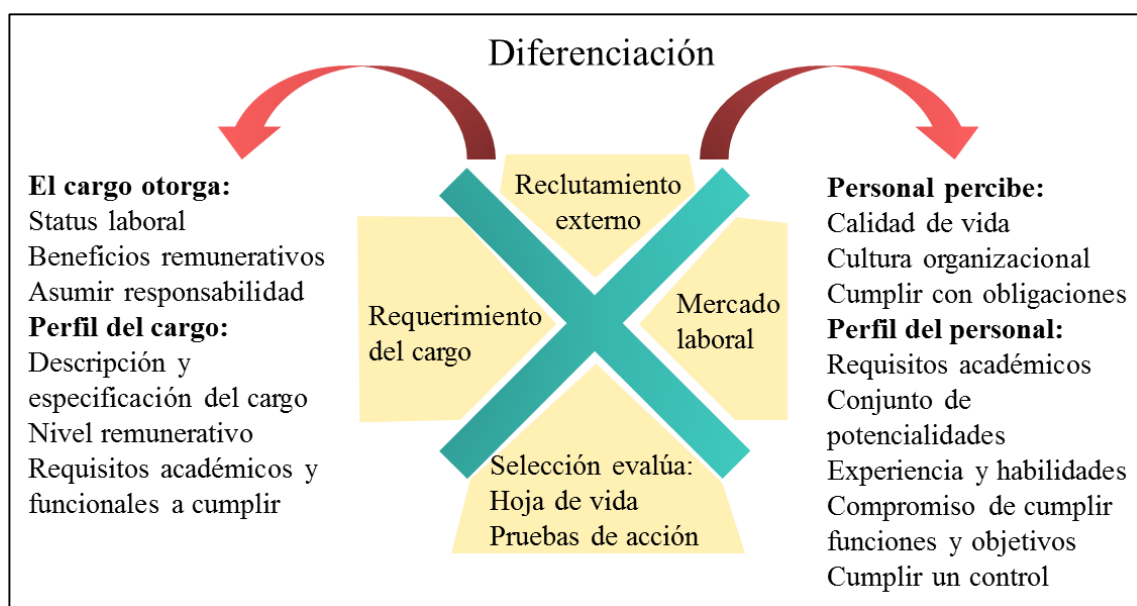 Diferenciación
El cargo otorga:
Status laboral
Beneficios remunerativos
Asumir responsabilidad
Perfil del cargo:
Descripción y
especificación del cargo
Nivel remunerativo
Requisitos académicos y
funcionales a cumplir
Reclutamiento
externo
Requerimiento
del cargo
Mercado
laboral
Selección evalúa:
Hoja de vida
Pruebas de acción
Personal percibe:
Calidad de vida
Cultura organizacional
Cumplir con obligaciones
Perfil del personal:
Requisitos académicos
Conjunto de
potencialidades
Experiencia y habilidades
Compromiso de cumplir
funciones y objetivos
Cumplir un control